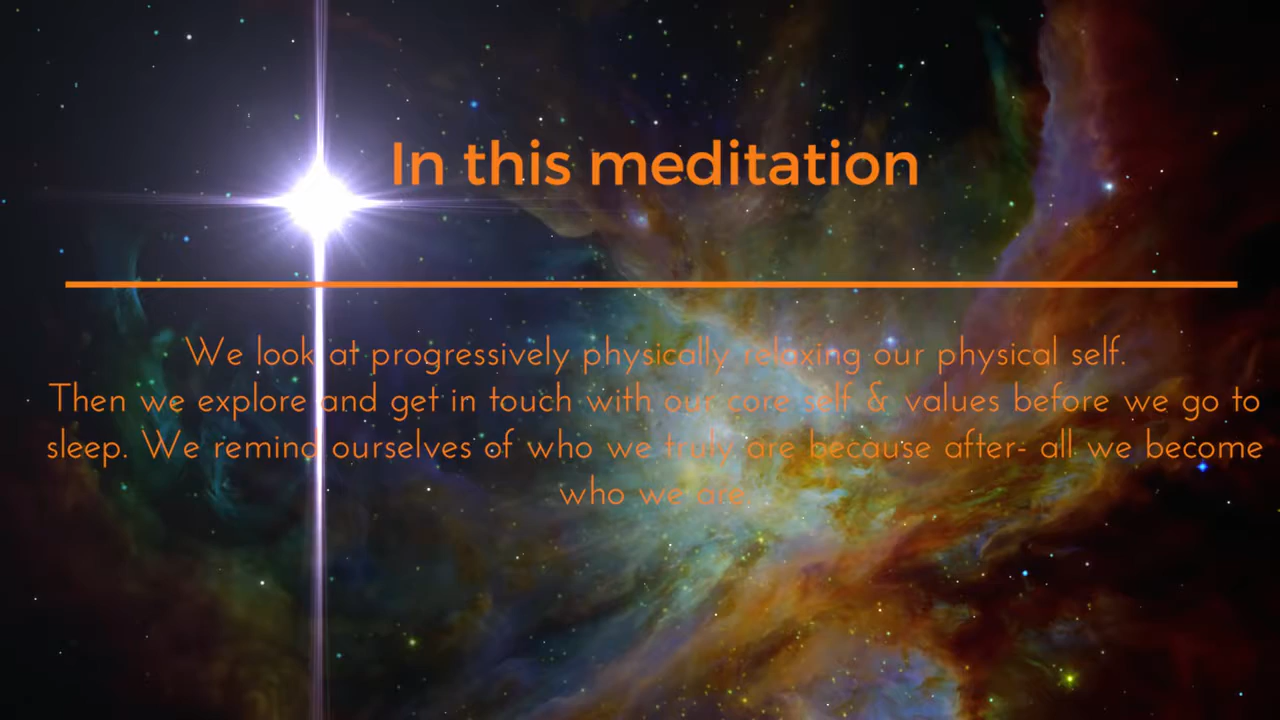 In this meditation
We look at progressively physically relaxing our physical self.
Then we explore and get in touch with our core self & values before we go to
sleep. We remind ourselves of who we truly are because after- all we become
who we are.